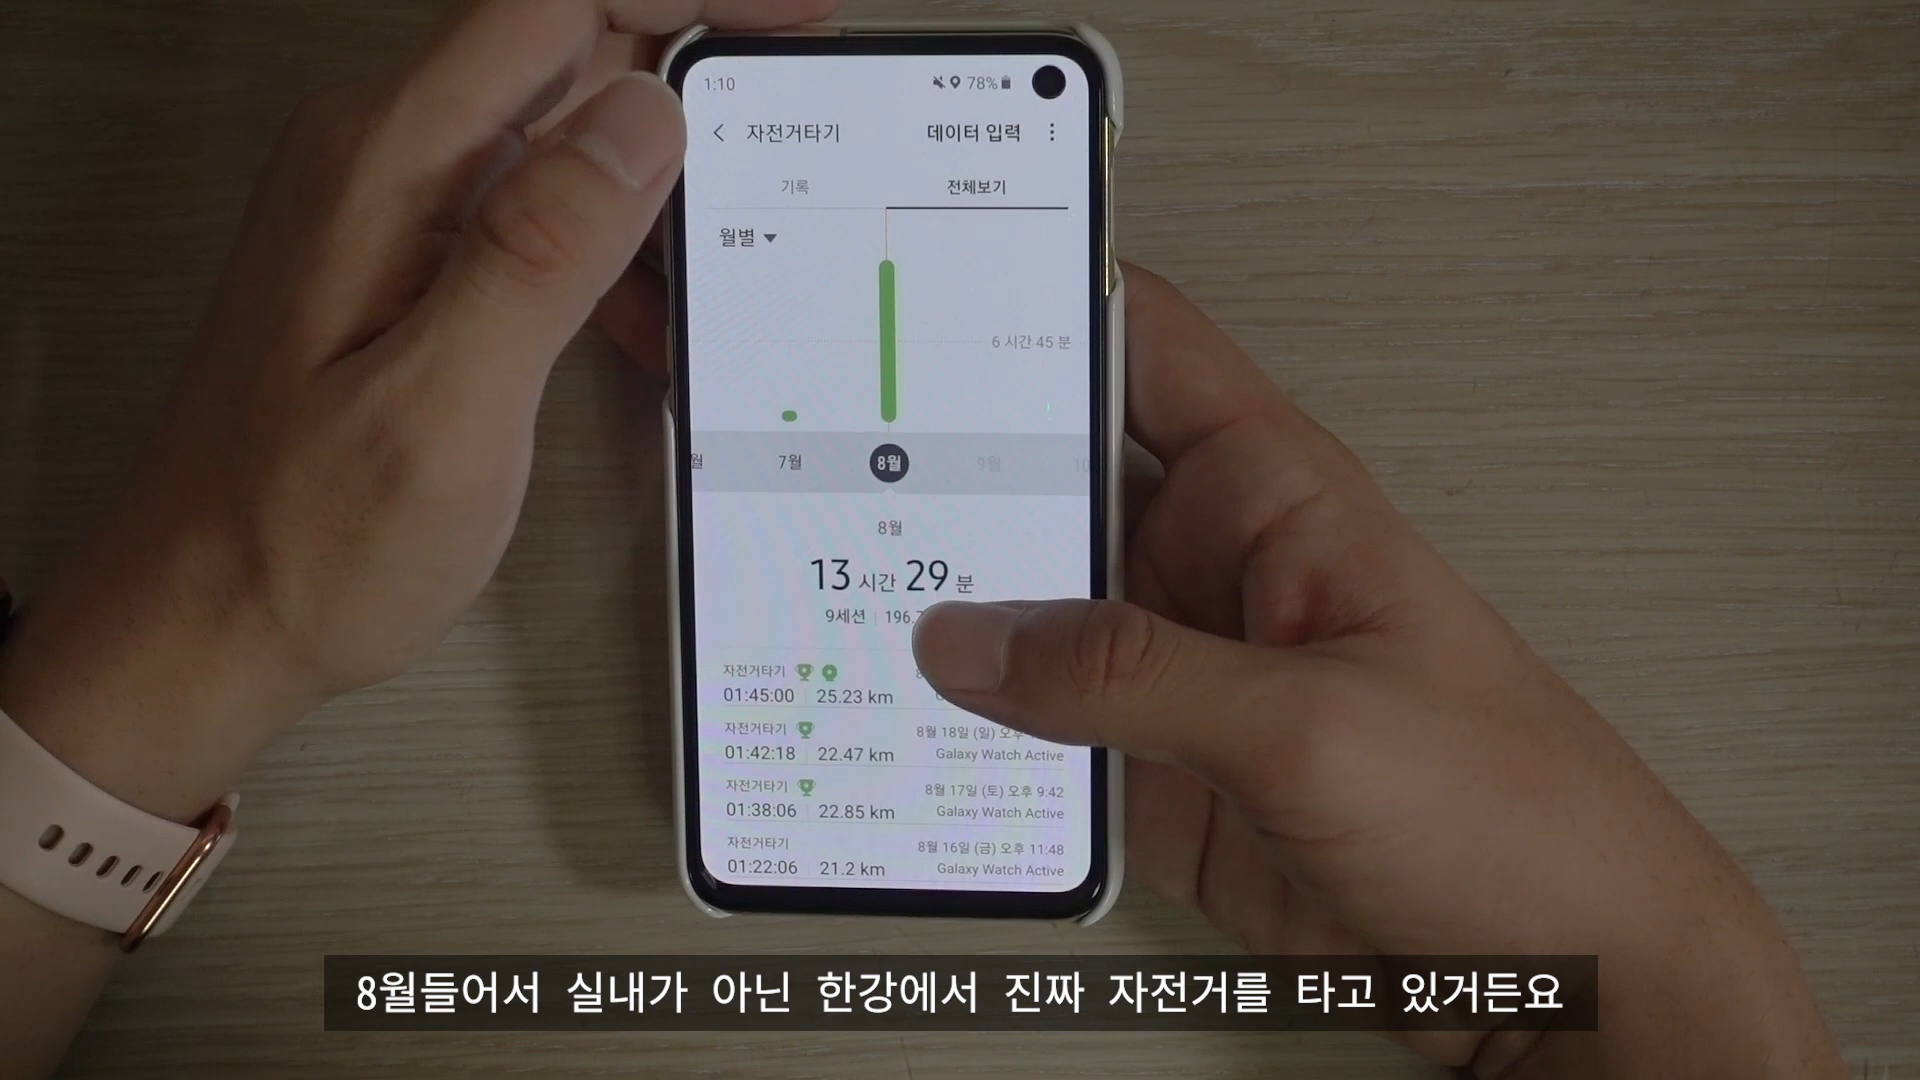 1:10 78%
자전거타기 데이터 입력
기록 전체보기
월별
6 시간 45 분
월 7월 8월 9월 10
8월
13 시간 29 분
9세션 196.7
자전거타기
01:45:00 25.23 km
자전거타기 8월 18일 (일) 오후
01:42:18 22.47 km Galaxy Watch Active
자전거타기 8월 17일 (토) 오후 9:42
01:38:06 22.85 km Galaxy Watch Active
자전거타기 8월 16일 (금) 오후 11:48
01:22:06 21.2 km Galaxy Watch Active
8월들어서 실내가 아닌 한강에서 진짜 자전거를 타고 있거든요